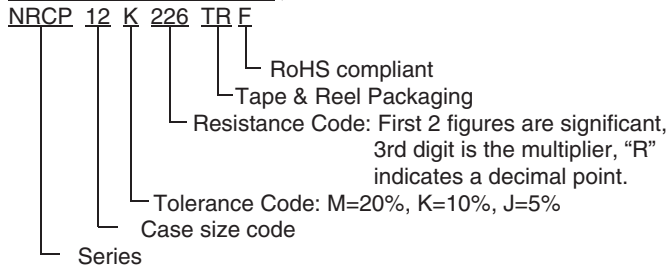 NRCP 12 K 226 TR F
RoHS compliant
Tape & Reel Packaging
Resistance Code: First 2 figures are significant,
3rd digit is the multiplier, “R”
indicates a decimal point.
Tolerance Code: M=20%, K=10%, J=5%
Case size code
Series